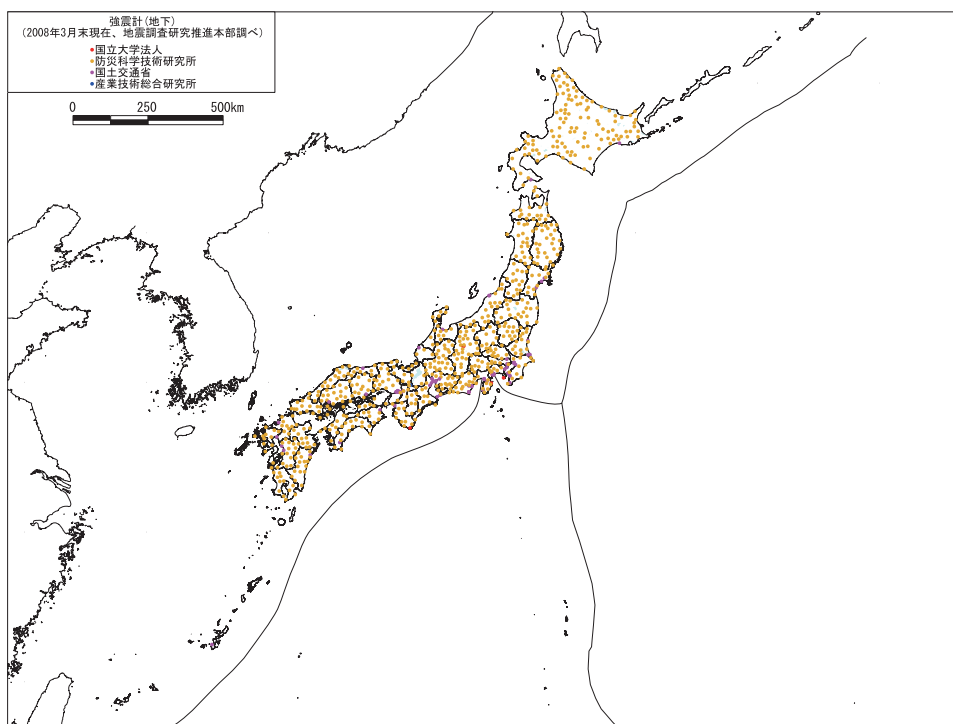 強震計(地下)
(2008年3月末現在、地震調査研究推進本部調べ)
国立大学法人
防災科学技術研究所
国土交通省
産業技術総合研究所
0 250 500km